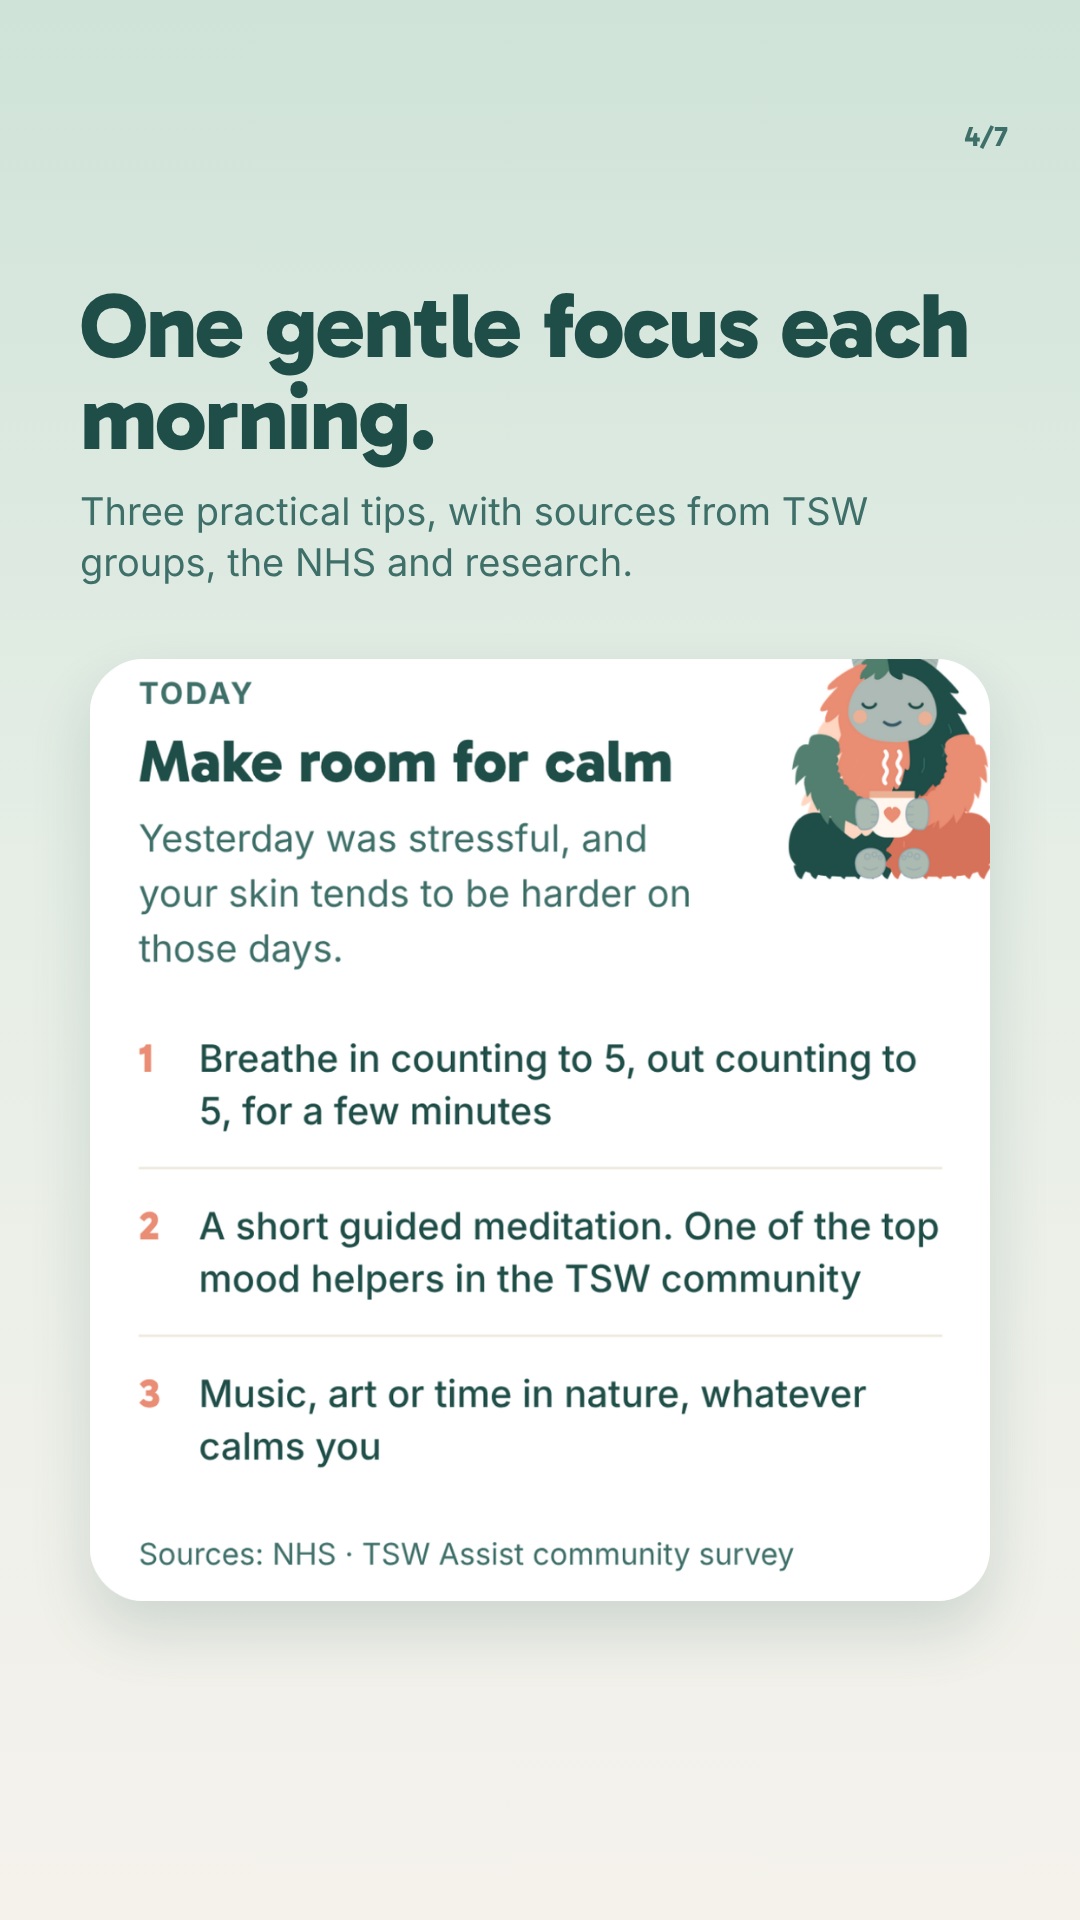 4/7
One gentle focus each
morning.
Three practical tips, with sources from TSW
groups, the NHS and research.
TODAY
Make room for calm
Yesterday was stressful, and
your skin tends to be harder on
those days.
1 Breathe in counting to 5, out counting to
5, for a few minutes
2 A short guided meditation. One of the top
mood helpers in the TSW community
3 Music, art or time in nature, whatever
calms you
Sources: NHS · TSW Assist community survey